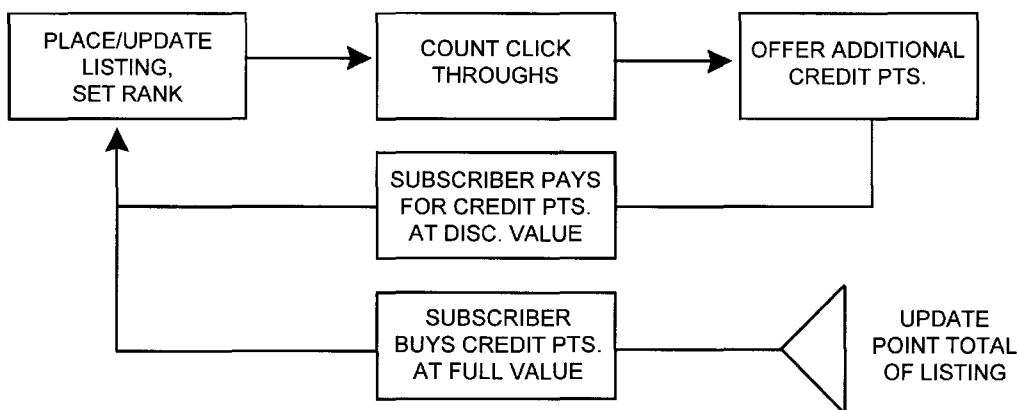 PLACE/UPDATE
LISTING,
SET RANK
COUNT CLICK
THROUGHS
OFFER ADDITIONAL
CREDIT PTS.
SUBSCRIBER PAYS
FOR CREDIT PTS.
AT DISC. VALUE
SUBSCRIBER
BUYS CREDIT PTS.
AT FULL VALUE
UPDATE
POINT TOTAL
OF LISTING